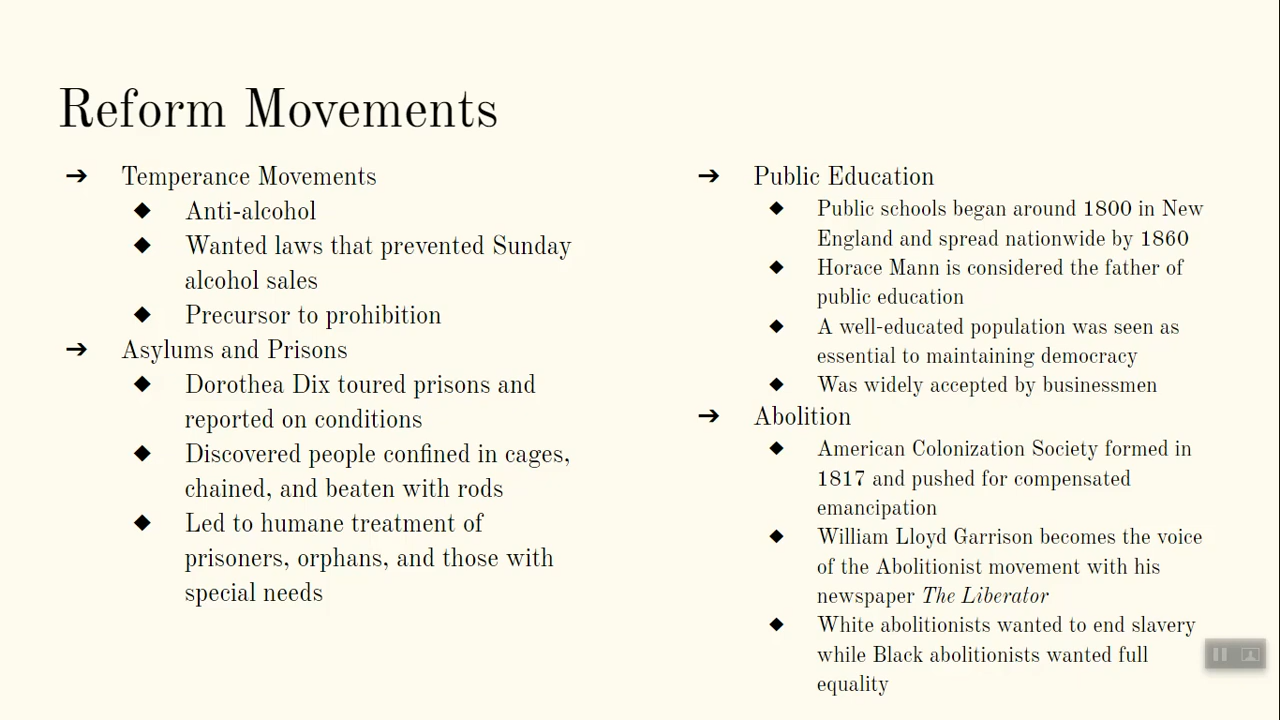 Reform Movements
➔ Temperance Movements
◆ Anti-alcohol
◆ Wanted laws that prevented Sunday
alcohol sales
◆ Precursor to prohibition
➔ Asylums and Prisons
◆ Dorothea Dix toured prisons and
reported on conditions
◆ Discovered people confined in cages,
chained, and beaten with rods
◆ Led to humane treatment of
prisoners, orphans, and those with
special needs
➔ Public Education
◆ Public schools began around 1800 in New
England and spread nationwide by 1860
◆ Horace Mann is considered the father of
public education
◆ A well-educated population was seen as
essential to maintaining democracy
◆ Was widely accepted by businessmen
➔ Abolition
◆ American Colonization Society formed in
1817 and pushed for compensated
emancipation
◆ William Lloyd Garrison becomes the voice
of the Abolitionist movement with his
newspaper The Liberator
◆ White abolitionists wanted to end slavery
while Black abolitionists wanted full
equality